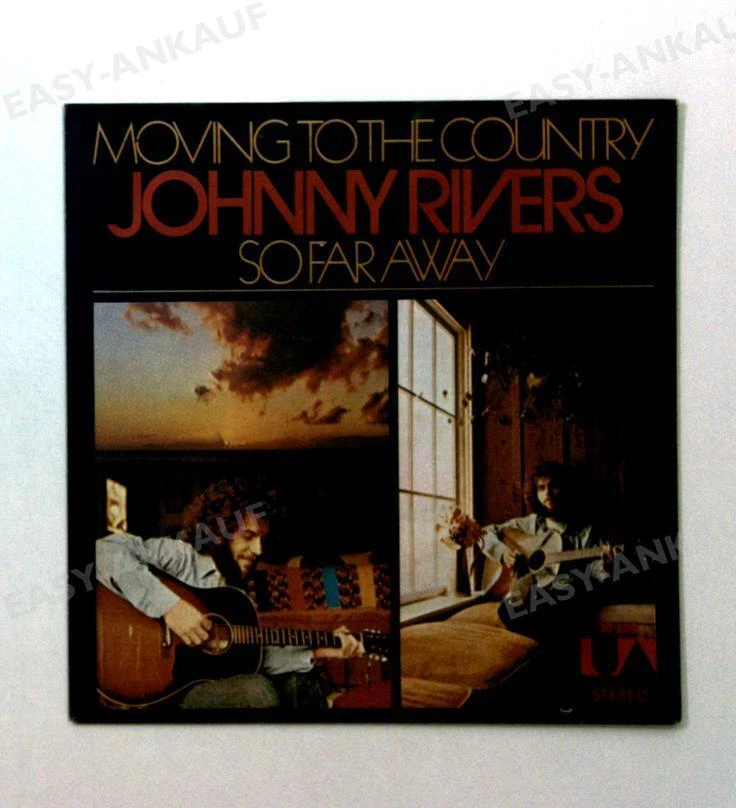 EASY-ANKAUF
EASY-ANKAUF
MOVING TO THE COUNTRY
JOHNNY RIVERS
SO FAR AWAY
EASY-ANKAUF
EASY-ANKAUF
UA
STEREO